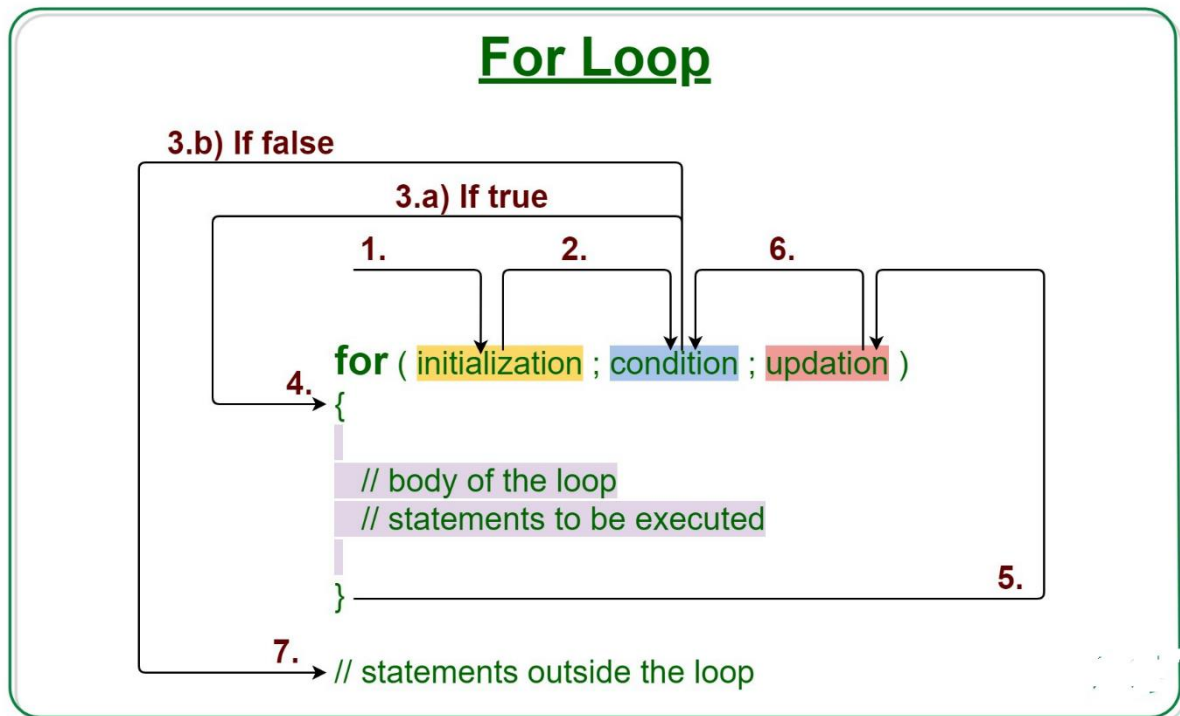 For Loop
3.b) If false
3.a) If true
1. 2. 6.
for ( initialization ; condition ; updation )
4.
{
// body of the loop
// statements to be executed
5.
}
7.
// statements outside the loop